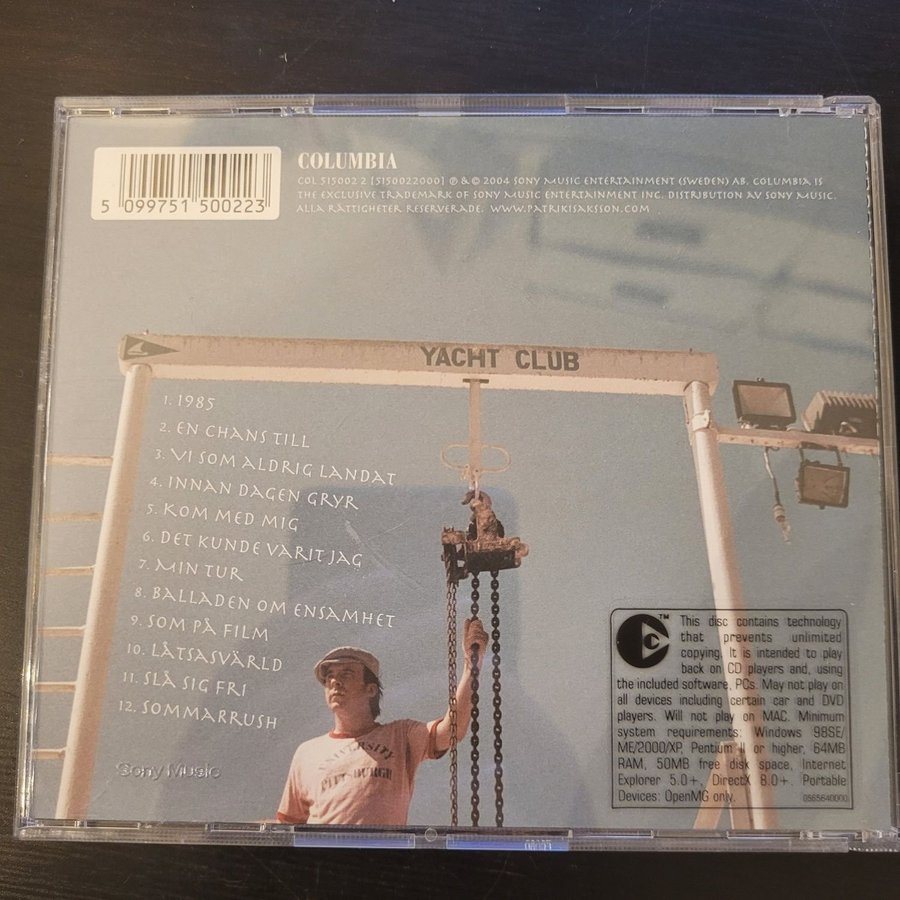 COLUMBIA
COL 515002 2 [5150022000] ℗ & © 2004 SONY MUSIC ENTERTAINMENT (SWEDEN) AB. COLUMBIA IS
THE EXCLUSIVE TRADEMARK OF SONY MUSIC ENTERTAINMENT INC. DISTRIBUTION AV SONY MUSIC.
ALLA RÄTTIGHETER RESERVERADE. WWW.PATRIKISAKSSON.COM
5 099751 500223
YACHT CLUB
1. 1985
2. EN CHANS TILL
3. VI SOM ALDRIG LANDAT
4. INNAN DAGEN GRYR
5. KOM MED MIG
6. DET KUNDE VARIT JAG
7. MIN TUR
8. BALLADEN OM ENSAMHET
9. SOM PÅ FILM
10. LÅTSASVÄRLD
11. SLÅ SIG FRI
12. SOMMARRUSH
UNIVERSITY
PITTSBURGH
Sony Music
TM
This disc contains technology
that prevents unlimited
copying. It is intended to play
back on CD players and, using
the included software, PCs. May not play on
all devices including certain car and DVD
players. Will not play on MAC. Minimum
system requirements: Windows 98SE/
ME/2000/XP, Pentium II or higher, 64MB
RAM, 50MB free disk space, Internet
Explorer 5.0+, DirectX 8.0+. Portable
Devices: OpenMG only. 0565640000